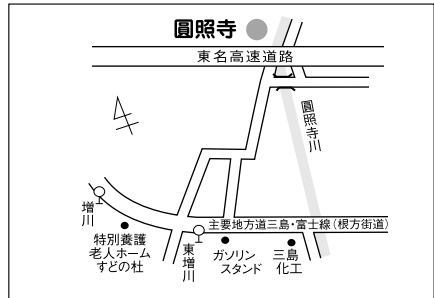 圓照寺
東名高速道路
圓照寺川
主要地方道三島・富士線（根方街道）
増川
特別養護
老人ホーム
すどの杜
東増川
ガソリン
スタンド
三島
化工